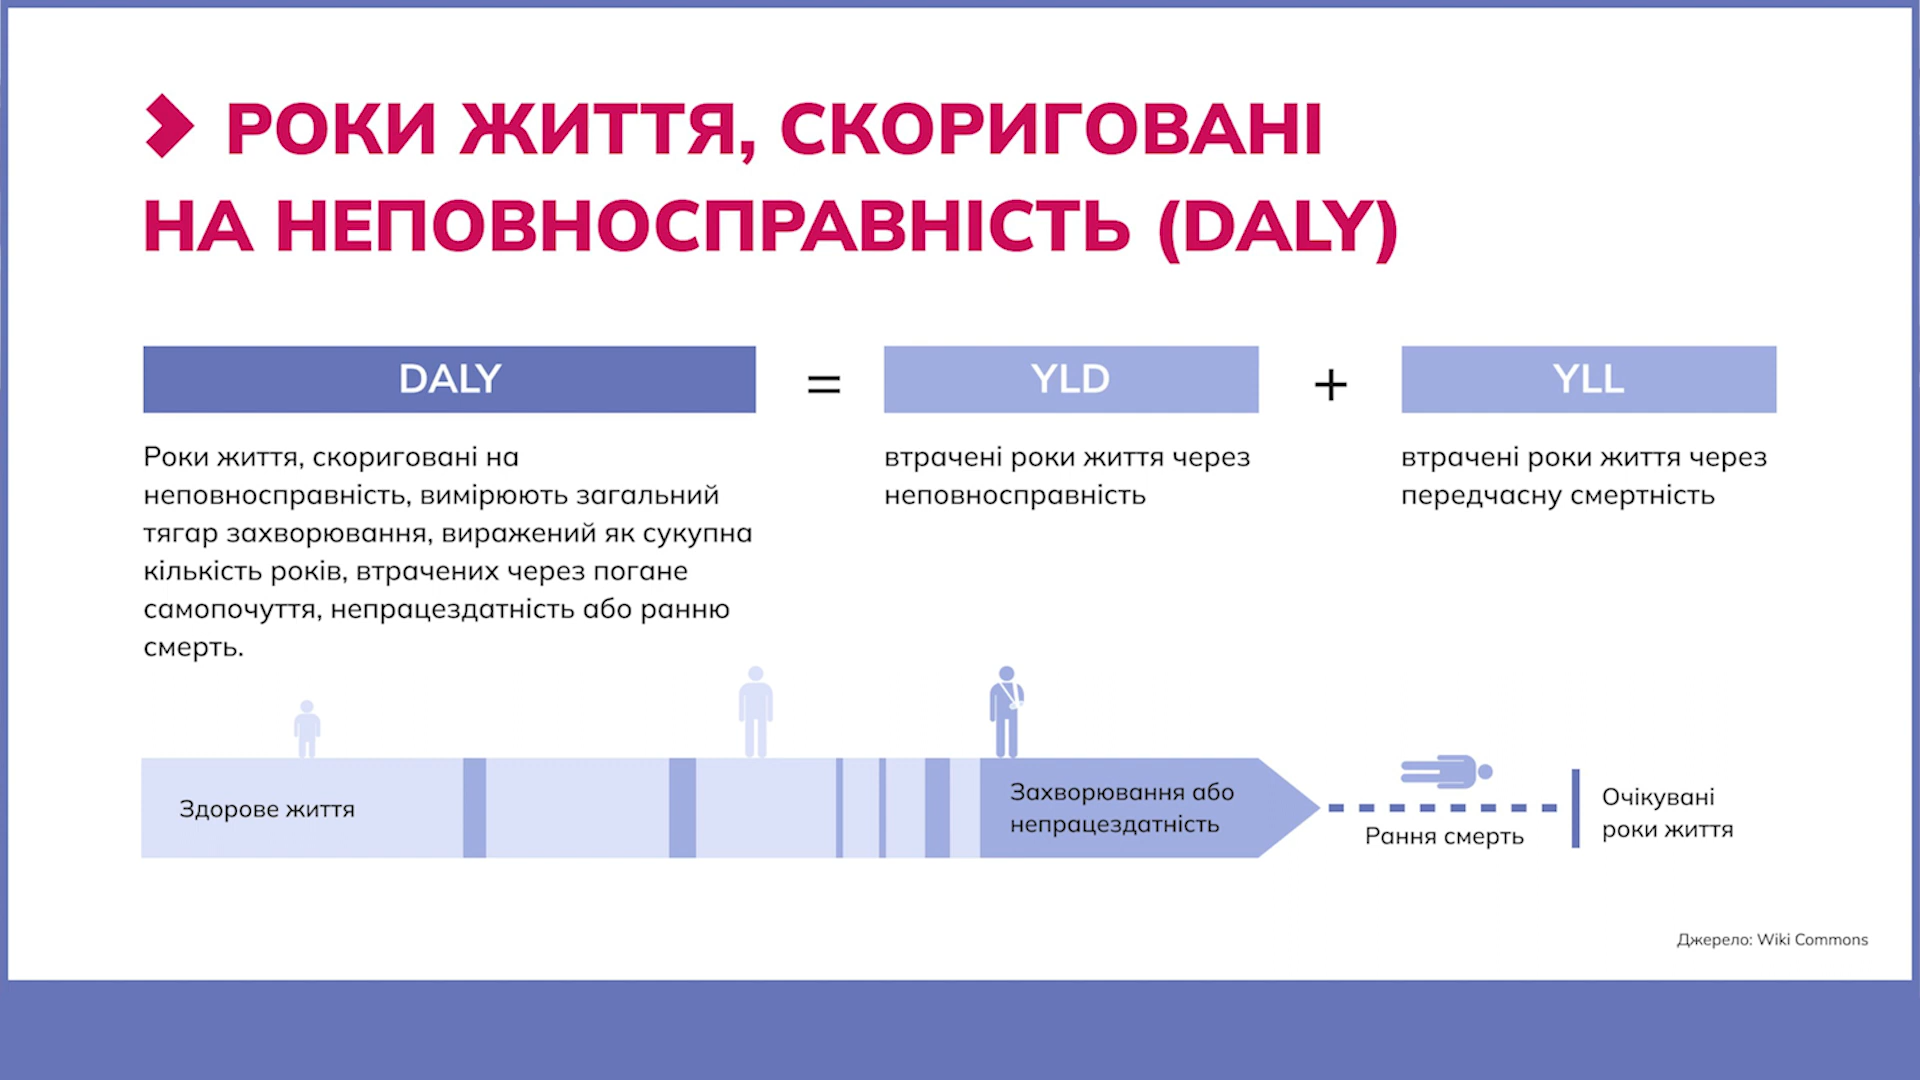 РОКИ ЖИТТЯ, СКОРИГОВАНІ
НА НЕПОВНОСПРАВНІСТЬ (DALY)
DALY = YLD + YLL
Роки життя, скориговані на
неповносправність, вимірюють загальний
тягар захворювання, виражений як сукупна
кількість років, втрачених через погане
самопочуття, непрацездатність або ранню
смерть.
втрачені роки життя через
неповносправність
втрачені роки життя через
передчасну смертність
Здорове життя
Захворювання або
непрацездатність
Рання смерть
Очікувані
роки життя
Джерело: Wiki Commons